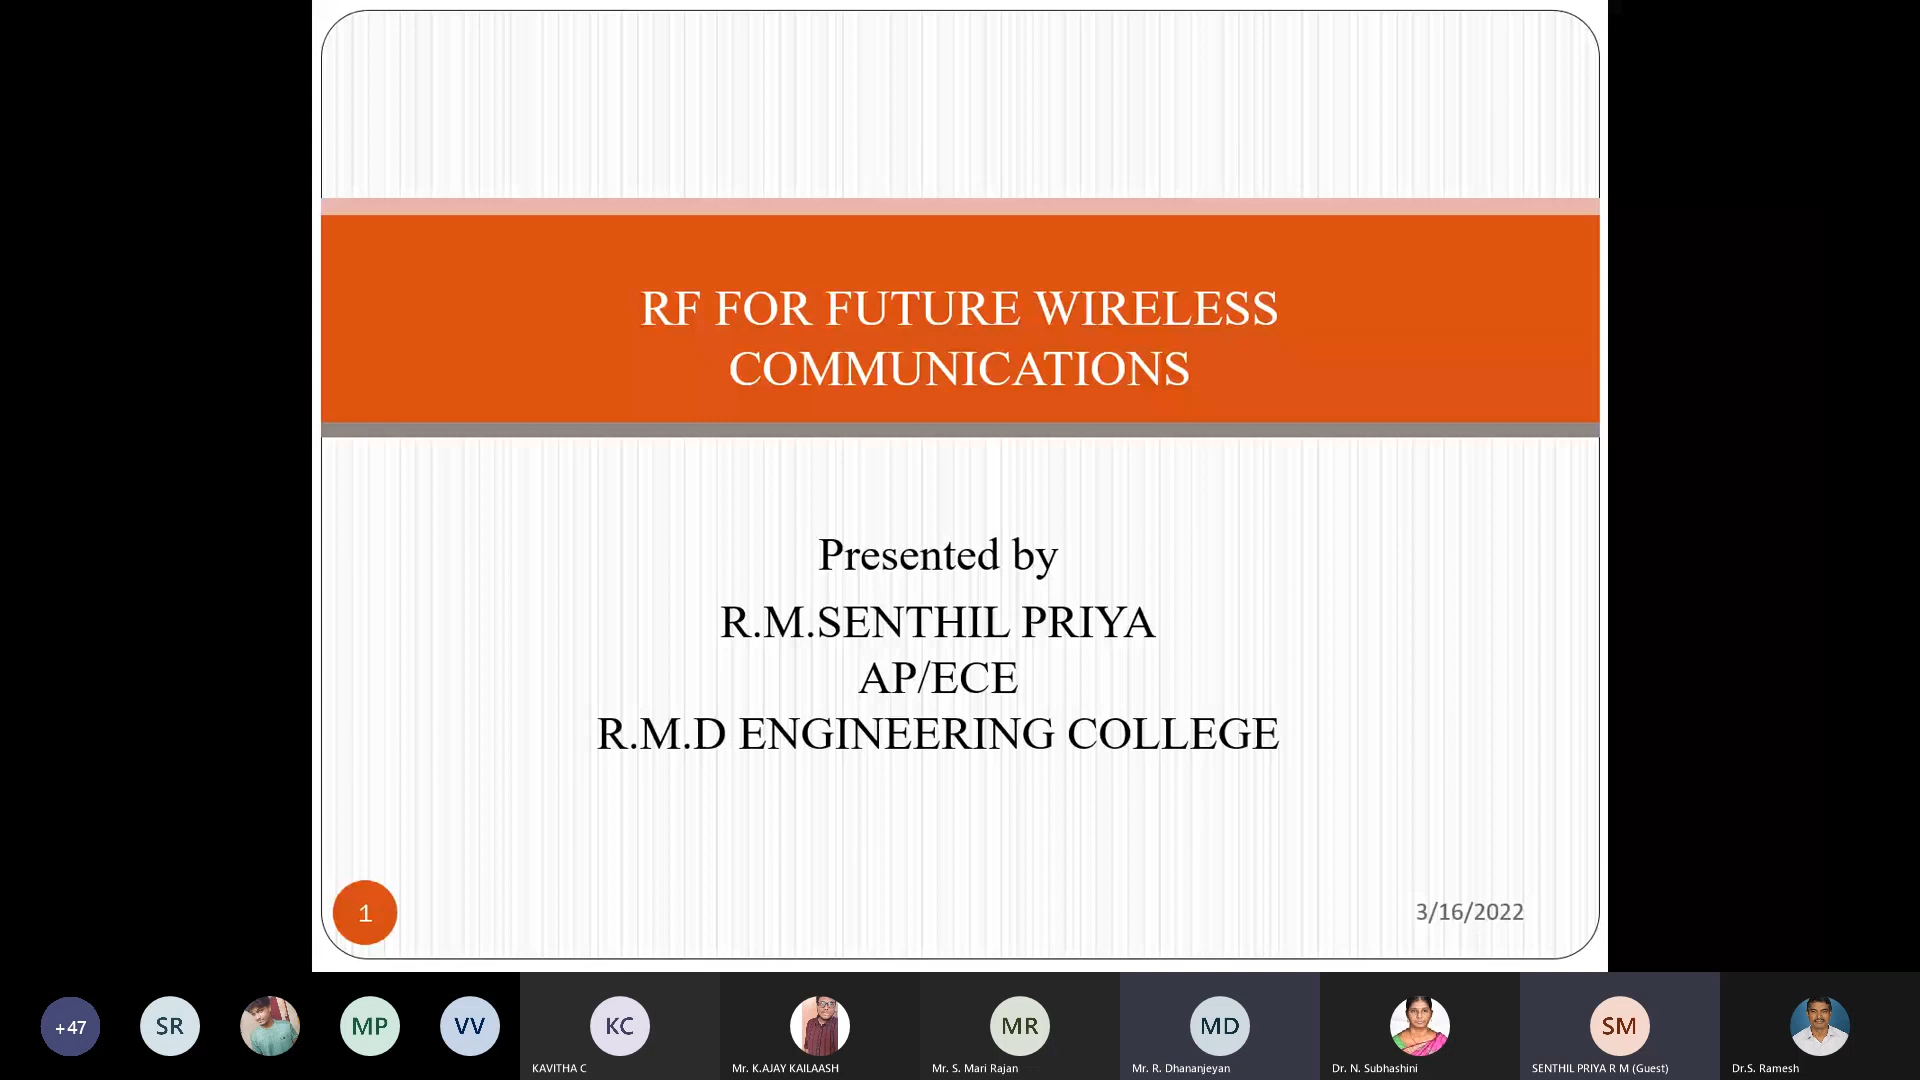 RF FOR FUTURE WIRELESS
COMMUNICATIONS
Presented by
R.M.SENTHIL PRIYA
AP/ECE
R.M.D ENGINEERING COLLEGE
1
3/16/2022
+47
SR
MP
VV
KC
KAVITHA C
Mr. K.AJAY KAILAASH
MR
Mr. S. Mari Rajan
MD
Mr. R. Dhananjeyan
Dr. N. Subhashini
SM
SENTHIL PRIYA R M (Guest)
Dr.S. Ramesh